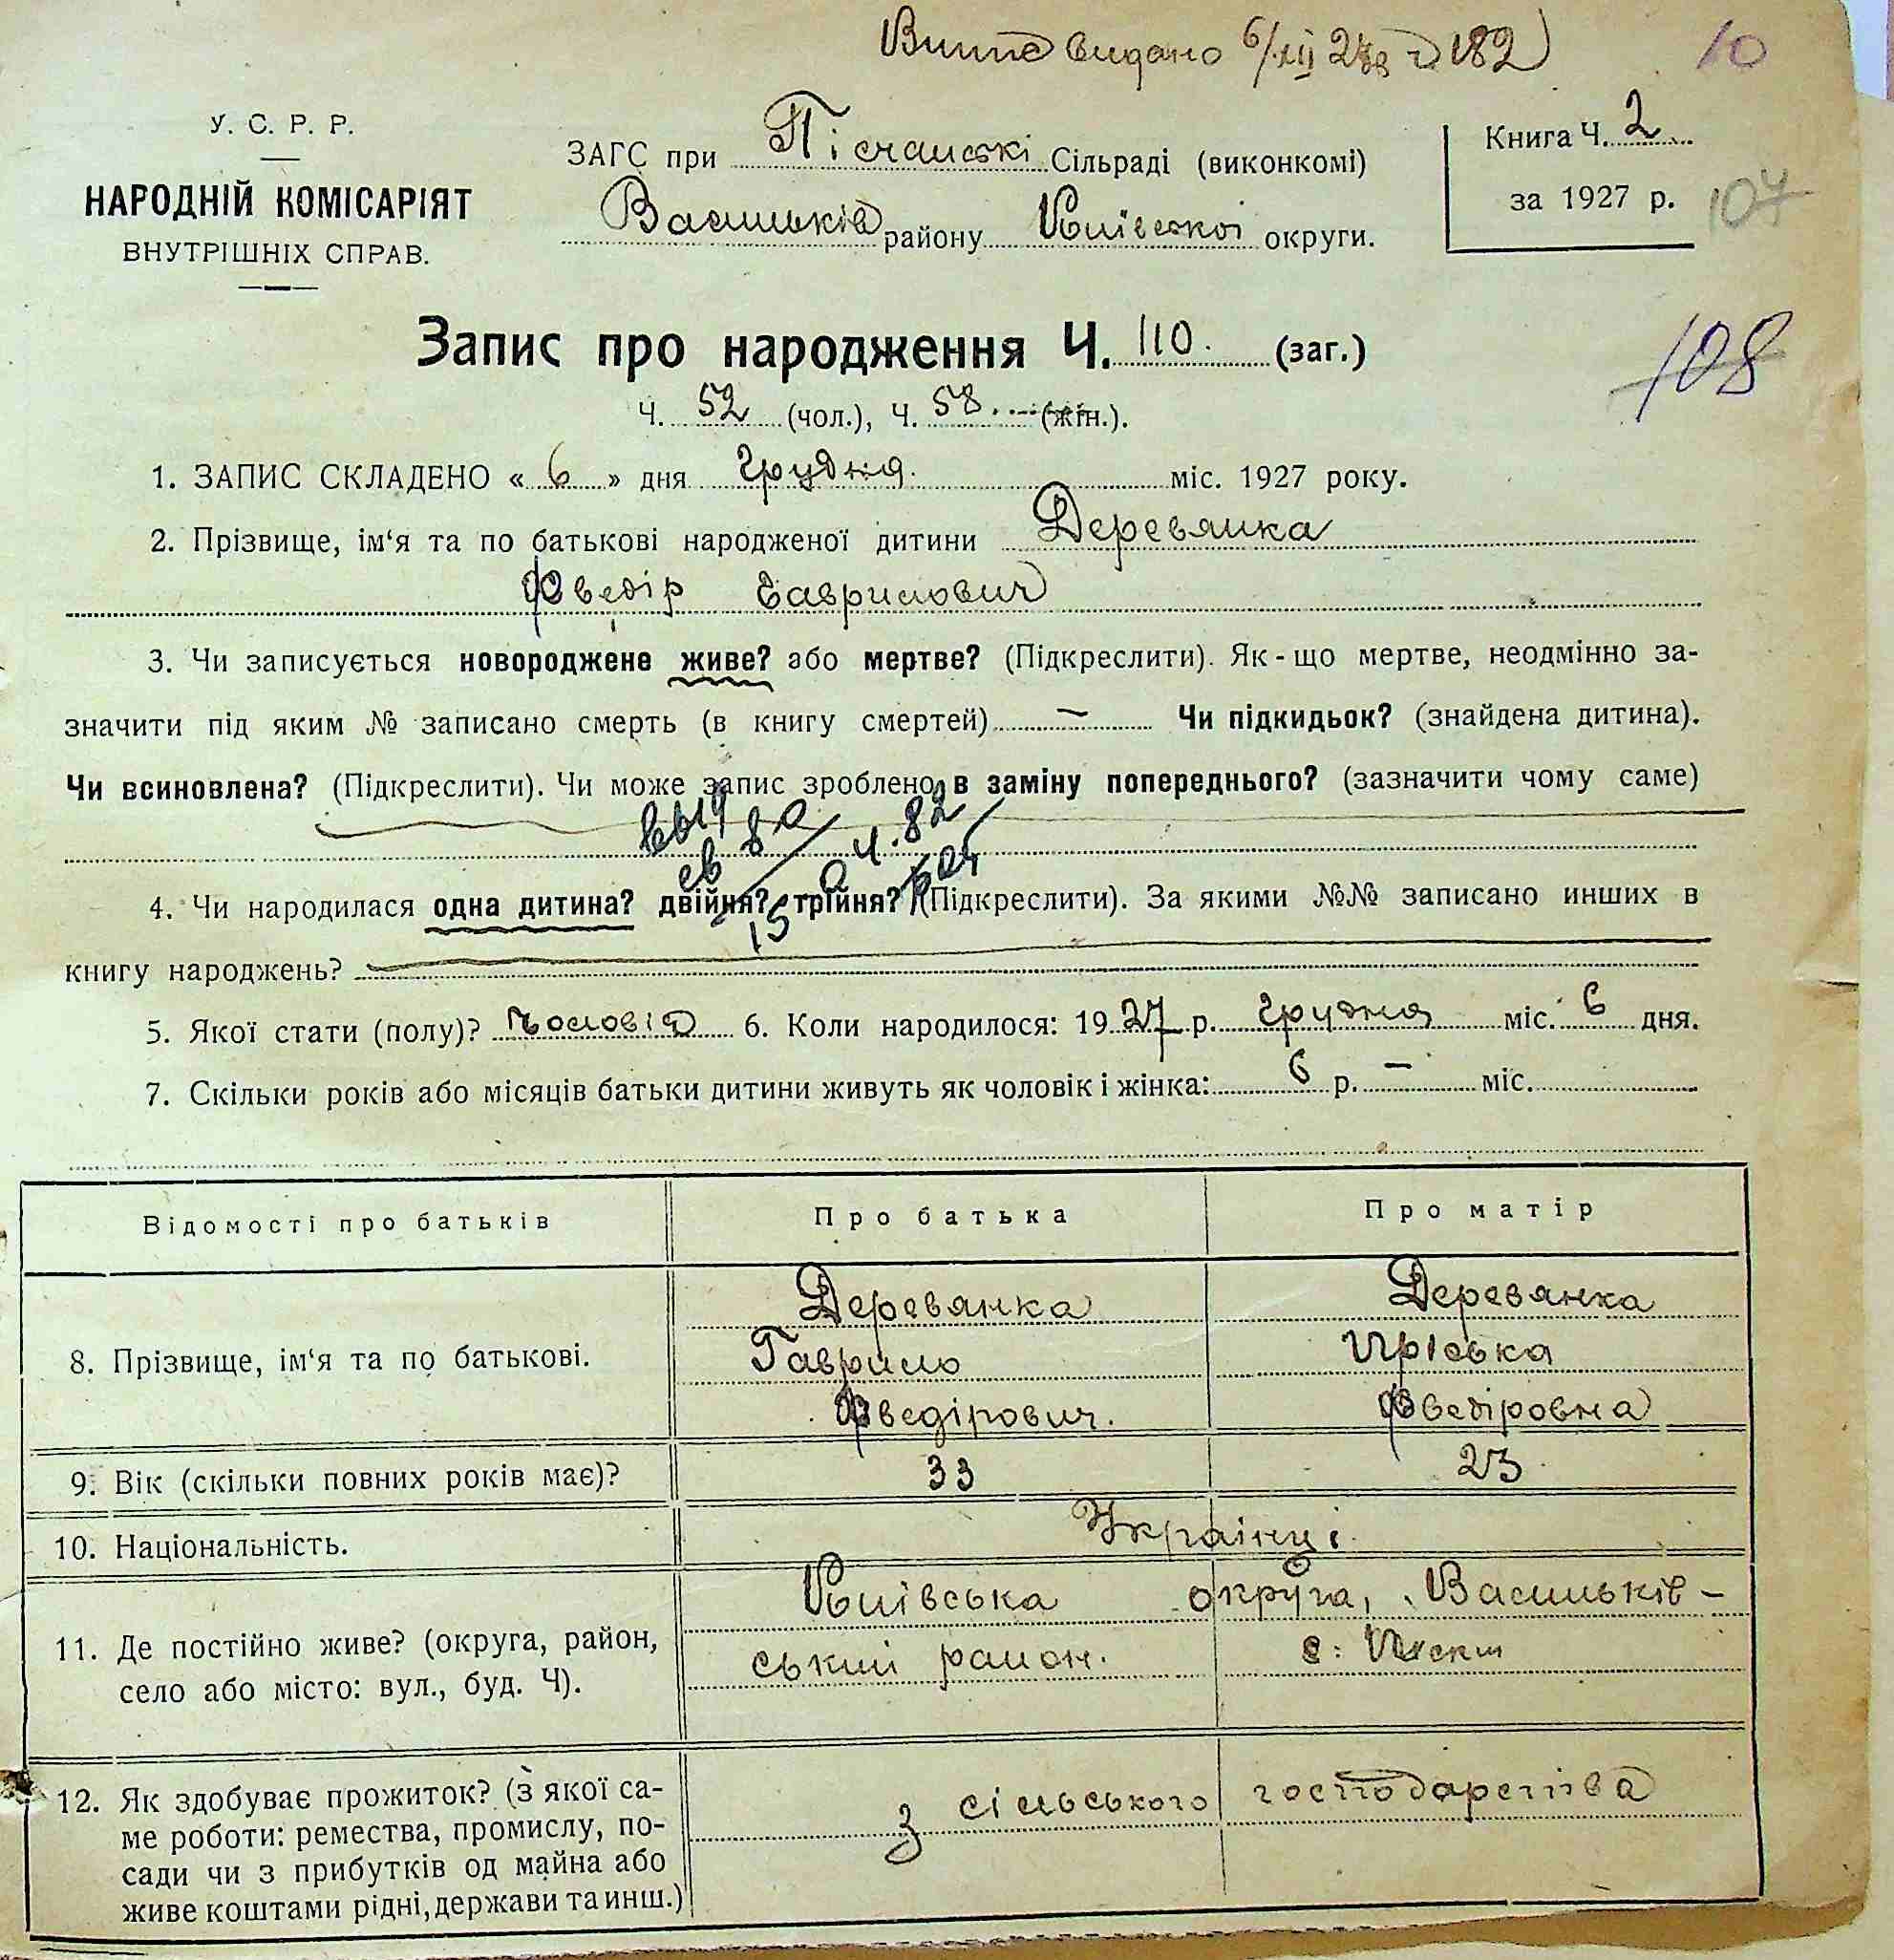 видано 6/XII 27р 182
10
У. С. Р. Р.
НАРОДНІЙ КОМІСАРІЯТ
ВНУТРІШНІХ СПРАВ.
ЗАГС при Пісчанські Сільраді (виконкомі)
Васильків району Київської округи.
Книга Ч. 2
за 1927 р.
107
108
Запис про народження Ч. 110. (заг.)
Ч. 52 (чол.), Ч. 58 (жін.).
1. ЗАПИС СКЛАДЕНО « 6 » дня Грудня. міс. 1927 року.
2. Прізвище, ім‘я та по батькові народженої дитини Деревянка
Хведір Гаврилович
3. Чи записується новороджене живе? або мертве? (Підкреслити). Як-що мертве, неодмінно за-
значити під яким № записано смерть (в книгу смертей) — Чи підкидьок? (знайдена дитина).
Чи всиновлена? (Підкреслити). Чи може запис зроблено в заміну попереднього? (зазначити чому саме)
4. Чи народилася одна дитина? двійня? трійня? (Підкреслити). За якими №№ записано инших в
книгу народжень?
5. Якої стати (полу)? 6. Коли народилося: 1927 р. Грудня міс. 6 дня.
7. Скільки років або місяців батьки дитини живуть як чоловік і жінка: 6 р. — міс.
Відомості про батьків Про батька Про матір
8. Прізвище, ім‘я та по батькові.
Деревянка
Гаврило
Хведірович.
Деревянка
Пріська
Хведіровна
9. Вік (скільки повних років має)? 33 23
10. Національність. Українці
11. Де постійно живе? (округа, район,
село або місто: вул., буд. Ч).
Київська округа, Васильків-
ський район. с: Піски
12. Як здобуває прожиток? (з якої са-
ме роботи: ремества, промислу, по-
сади чи з прибутків од майна або
живе коштами рідні, держави та инш.)
з сільського господарства